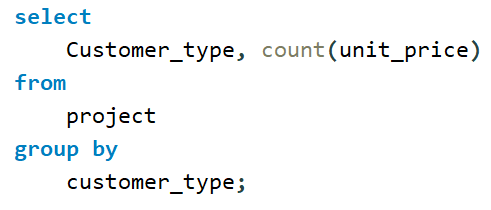 select
    Customer_type, count(unit_price)
from
    project
group by
    customer_type;